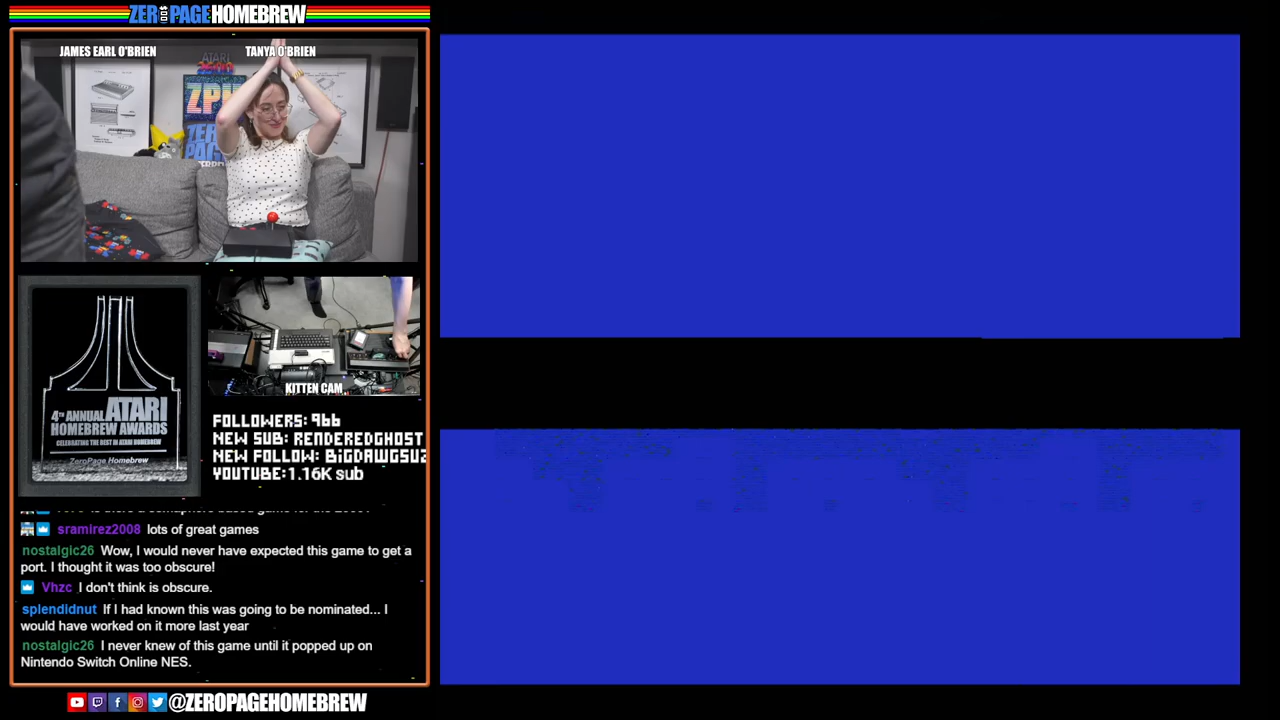 ZEROPAGE HOMEBREW
JAMES EARL O'BRIEN
TANYA O'BRIEN
ATARI
4TH ANNUAL ATARI
HOMEBREW AWARDS
CELEBRATING THE BEST IN ATARI HOMEBREW
ZeroPage Homebrew
KITTEN CAM
FOLLOWERS: 966
NEW SUB: RENDEREDGHOST
NEW FOLLOW: BIGDAWGSU
YOUTUBE: 1.16K sub
sramirez2008 lots of great games
nostalgic26 Wow, I would never have expected this game to get a
port. I thought it was too obscure!
Vhzc I don't think is obscure.
splendidnut If I had known this was going to be nominated... I
would have worked on it more last year
nostalgic26 I never knew of this game until it popped up on
Nintendo Switch Online NES.
@ZEROPAGEHOMEBREW